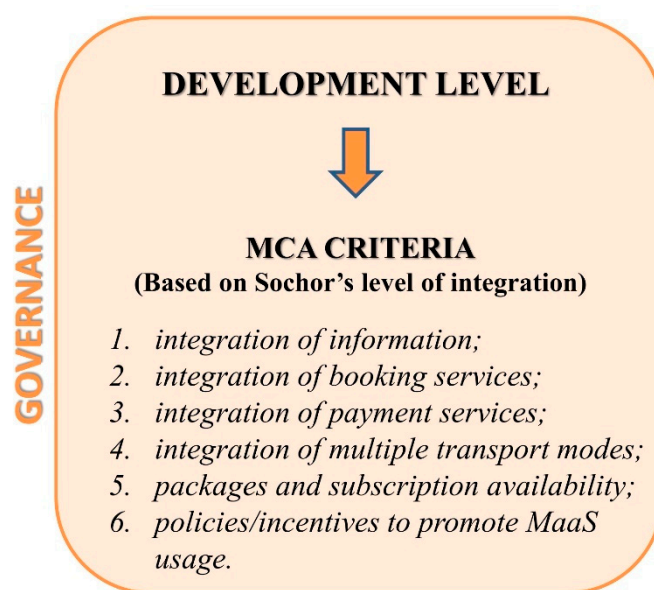 GOVERNANCE
DEVELOPMENT LEVEL
MCA CRITERIA
(Based on Sochor's level of integration)
1. integration of information;
2. integration of booking services;
3. integration of payment services;
4. integration of multiple transport modes;
5. packages and subscription availability;
6. policies/incentives to promote MaaS
usage.